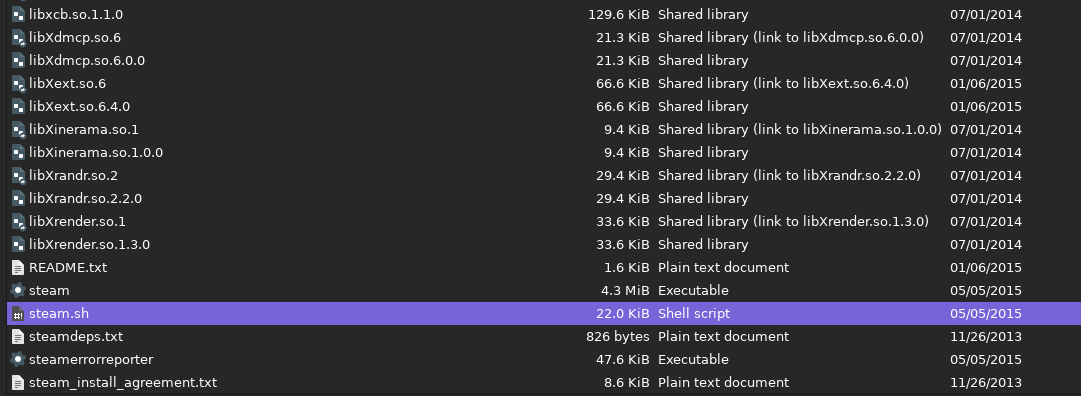 libxcb.so.1.1.0 129.6 KiB Shared library 07/01/2014
libXdmcp.so.6 21.3 KiB Shared library (link to libXdmcp.so.6.0.0) 07/01/2014
libXdmcp.so.6.0.0 21.3 KiB Shared library 07/01/2014
libXext.so.6 66.6 KiB Shared library (link to libXext.so.6.4.0) 01/06/2015
libXext.so.6.4.0 66.6 KiB Shared library 01/06/2015
libXinerama.so.1 9.4 KiB Shared library (link to libXinerama.so.1.0.0) 07/01/2014
libXinerama.so.1.0.0 9.4 KiB Shared library 07/01/2014
libXrandr.so.2 29.4 KiB Shared library (link to libXrandr.so.2.2.0) 07/01/2014
libXrandr.so.2.2.0 29.4 KiB Shared library 07/01/2014
libXrender.so.1 33.6 KiB Shared library (link to libXrender.so.1.3.0) 07/01/2014
libXrender.so.1.3.0 33.6 KiB Shared library 07/01/2014
README.txt 1.6 KiB Plain text document 01/06/2015
steam 4.3 MiB Executable 05/05/2015
steam.sh 22.0 KiB Shell script 05/05/2015
steamdeps.txt 826 bytes Plain text document 11/26/2013
steamerrorreporter 47.6 KiB Executable 05/05/2015
steam_install_agreement.txt 8.6 KiB Plain text document 11/26/2013